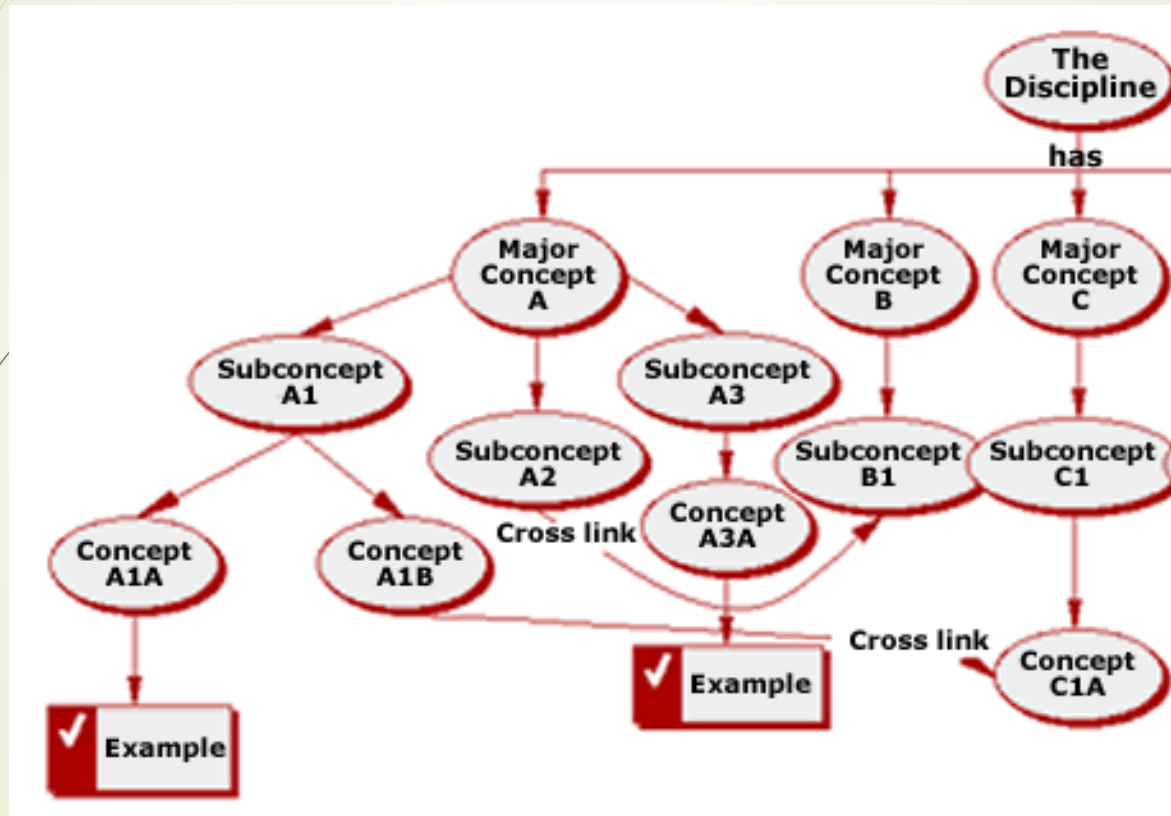 The
Discipline
has
Major
Concept
A
Major
Concept
B
Major
Concept
C
Subconcept
A1
Subconcept
A3
Subconcept
A2
Subconcept
B1
Subconcept
C1
Concept
A1A
Concept
A1B
Cross link
Concept
A3A
Cross link
Concept
C1A
Example
Example